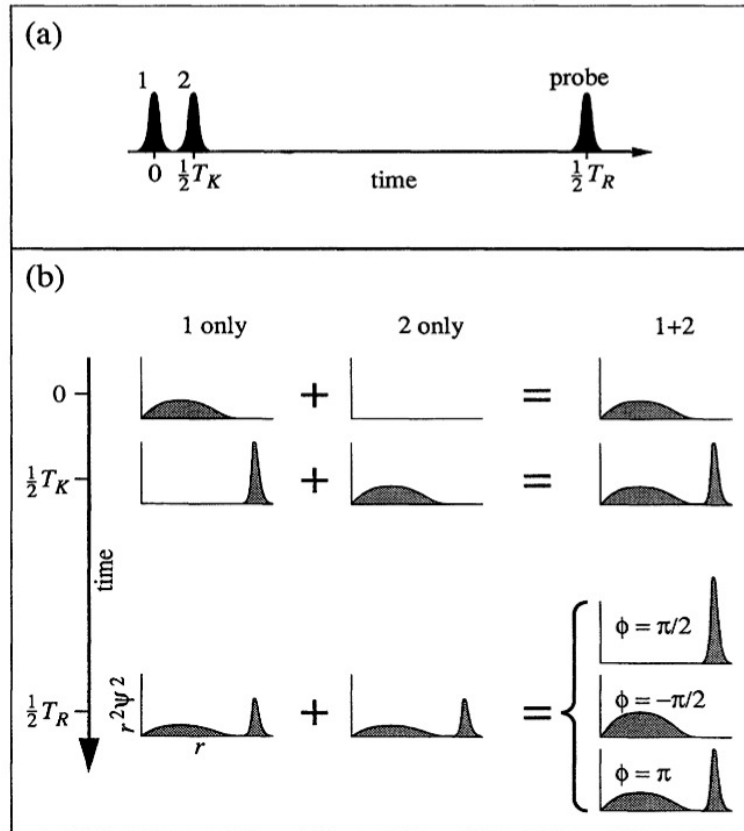 (a)
1 2 probe
0 ½T_K time ½T_R
(b)
1 only 2 only 1+2
0 + =
½T_K + =
time
ϕ = π/2
½T_R r²ψ² + = ϕ = −π/2
r
ϕ = π